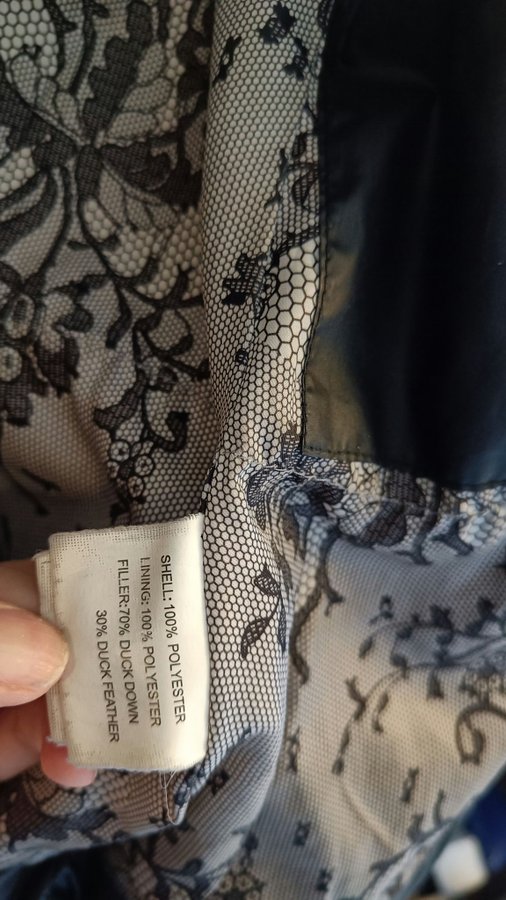 SHELL: 100% POLYESTER
LINING: 100% POLYESTER
FILLER:70% DUCK DOWN
30% DUCK FEATHER